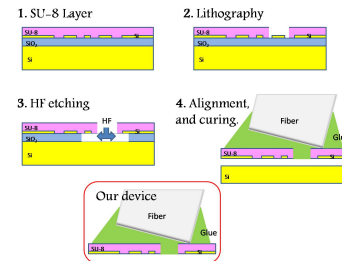 1. SU-8 Layer
SU-8
Si
SiO₂
Si
2. Lithography
SU-8
Si
SiO₂
Si
3. HF etching
HF
SU-8
Si
SiO₂
Si
4. Alignment,
and curing.
Fiber
Glu
SU-8
Si
Si
Our device
Fiber
Glue
SU-8
Si